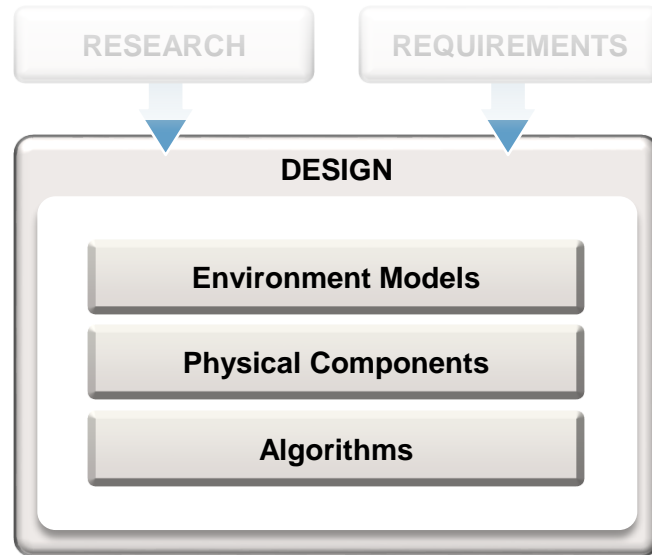 RESEARCH
REQUIREMENTS
DESIGN
Environment Models
Physical Components
Algorithms